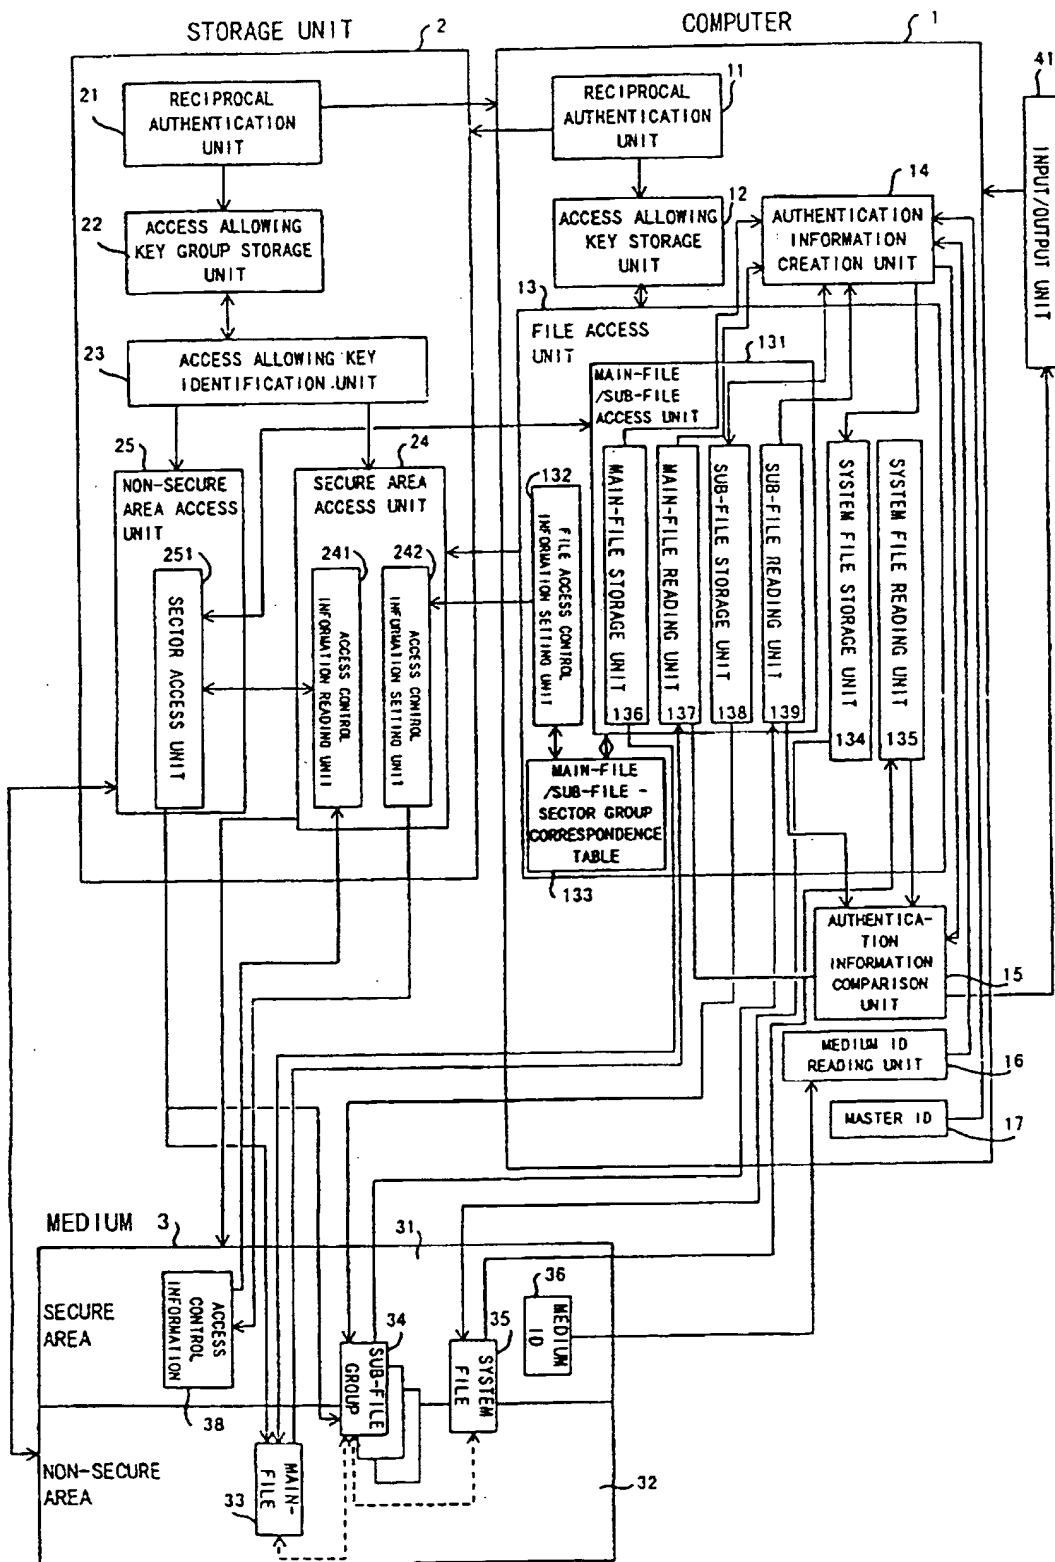 STORAGE UNIT
2
COMPUTER
1
41
INPUT/OUTPUT UNIT
21
RECIPROCAL
AUTHENTICATION
UNIT
11
RECIPROCAL
AUTHENTICATION
UNIT
22
ACCESS ALLOWING
KEY GROUP STORAGE
UNIT
12
ACCESS ALLOWING
KEY STORAGE
UNIT
14
AUTHENTICATION
INFORMATION
CREATION UNIT
13
FILE ACCESS
UNIT
23
ACCESS ALLOWING KEY
IDENTIFICATION UNIT
131
MAIN-FILE
/SUB-FILE
ACCESS UNIT
25
NON-SECURE
AREA ACCESS
UNIT
24
SECURE AREA
ACCESS UNIT
251
SECTOR ACCESS UNIT
241
ACCESS CONTROL
INFORMATION READING UNIT
242
ACCESS CONTROL
INFORMATION SETTING UNIT
132
FILE ACCESS CONTROL
INFORMATION SETTING UNIT
MAIN-FILE STORAGE UNIT
136
MAIN-FILE READING UNIT
137
SUB-FILE STORAGE UNIT
138
SUB-FILE READING UNIT
139
SYSTEM FILE STORAGE UNIT
134
SYSTEM FILE READING UNIT
135
MAIN-FILE
/SUB-FILE -
SECTOR GROUP
CORRESPONDENCE
TABLE
133
AUTHENTICA-
TION
INFORMATION
COMPARISON
UNIT
15
MEDIUM ID
READING UNIT
16
MASTER ID
17
MEDIUM
3
31
SECURE
AREA
ACCESS
CONTROL
INFORMATION
38
34
SUB-FILE
GROUP
35
SYSTEM
FILE
36
MEDIUM
ID
NON-SECURE
AREA
33
MAIN-
FILE
32